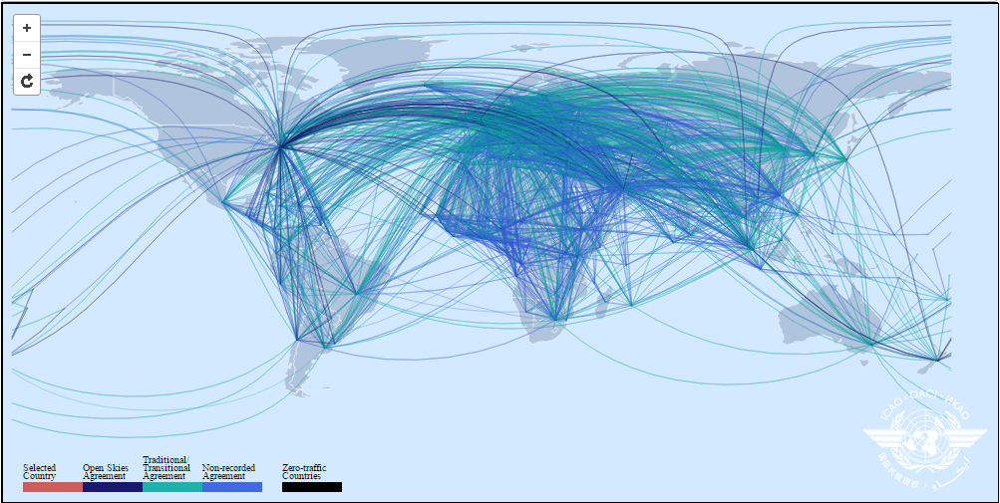 +
−
Selected
Country
Open Skies
Agreement
Traditional/
Transitional
Agreement
Non-recorded
Agreement
Zero-traffic
Countries
ICAO · OACI · ИКАО